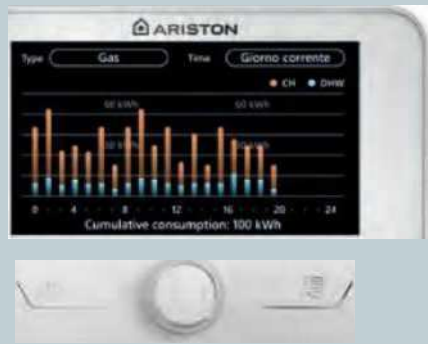 ARISTON
Type Gas Time Giorno corrente
CH DHW
60 kWh 60 kWh
0 4 8 12 16 20 24
Cumulative consumption: 100 kWh